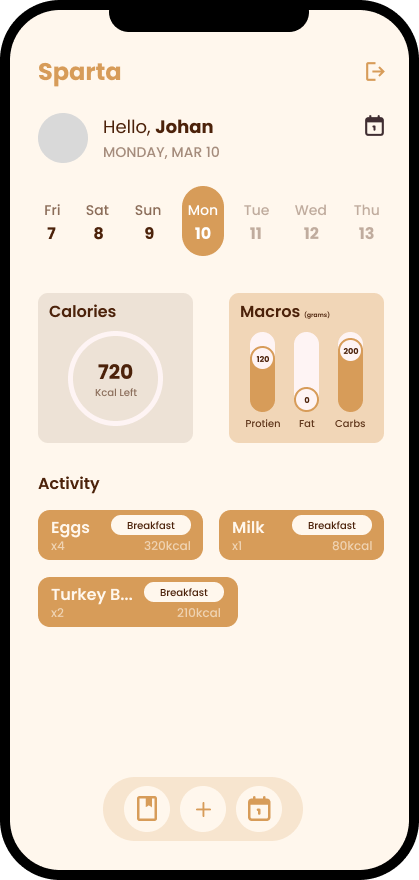 Sparta
Hello, Johan
MONDAY, MAR 10
Fri Sat Sun Mon Tue Wed Thu
7 8 9 10 11 12 13
Calories
720
Kcal Left
Macros (grams)
120 0 200
Protien Fat Carbs
Activity
Eggs Breakfast
x4 320kcal
Milk Breakfast
x1 80kcal
Turkey B... Breakfast
x2 210kcal
+